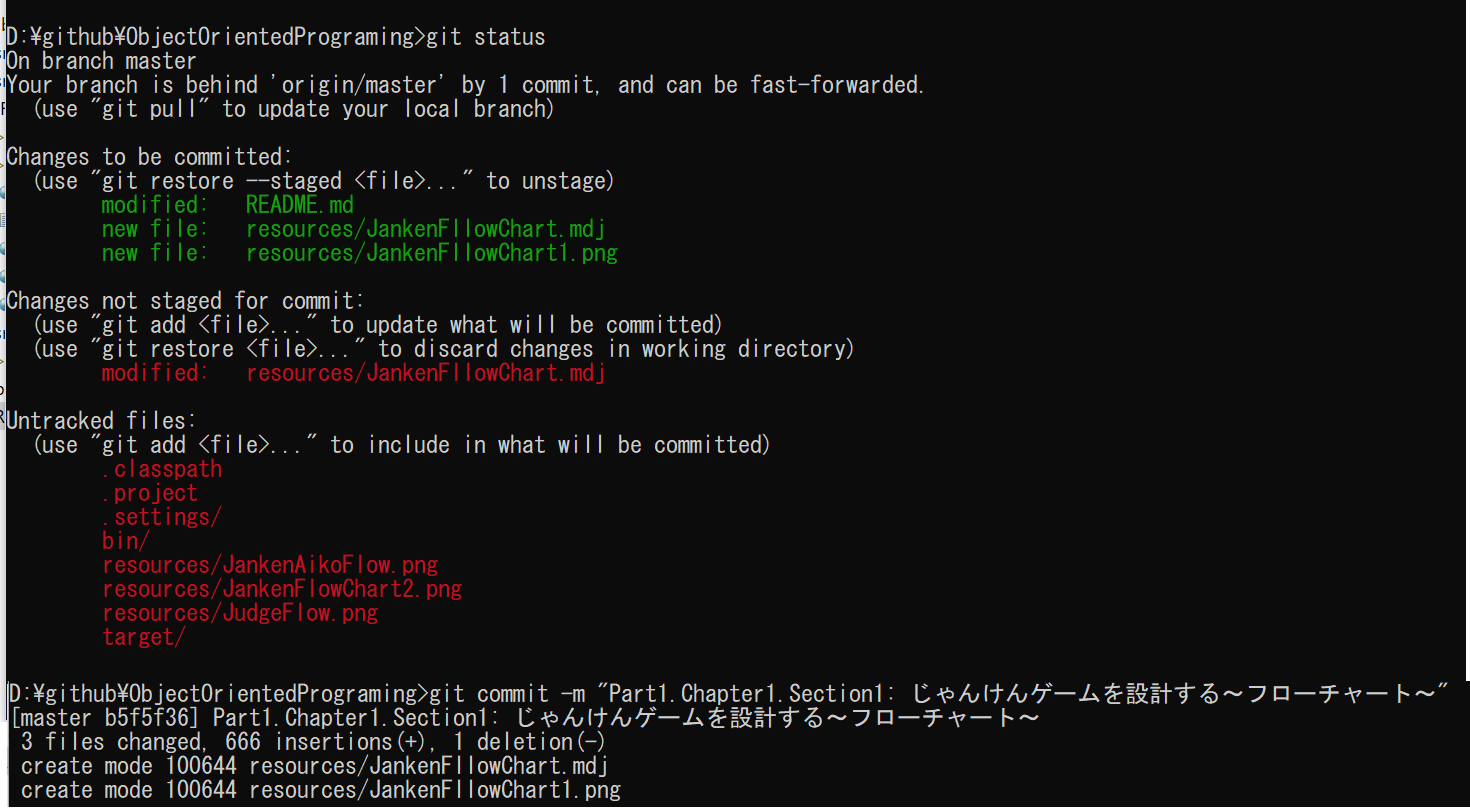 D:¥github¥ObjectOrientedPrograming>git status
On branch master
Your branch is behind 'origin/master' by 1 commit, and can be fast-forwarded.
  (use "git pull" to update your local branch)
Changes to be committed:
  (use "git restore --staged <file>..." to unstage)
        modified:   README.md
        new file:   resources/JankenFllowChart.mdj
        new file:   resources/JankenFllowChart1.png
Changes not staged for commit:
  (use "git add <file>..." to update what will be committed)
  (use "git restore <file>..." to discard changes in working directory)
        modified:   resources/JankenFllowChart.mdj
Untracked files:
  (use "git add <file>..." to include in what will be committed)
        .classpath
        .project
        .settings/
        bin/
        resources/JankenAikoFlow.png
        resources/JankenFlowChart2.png
        resources/JudgeFlow.png
        target/
D:¥github¥ObjectOrientedPrograming>git commit -m "Part1.Chapter1.Section1: じゃんけんゲームを設計する～フローチャート～"
[master b5f5f36] Part1.Chapter1.Section1: じゃんけんゲームを設計する～フローチャート～
 3 files changed, 666 insertions(+), 1 deletion(-)
 create mode 100644 resources/JankenFllowChart.mdj
 create mode 100644 resources/JankenFllowChart1.png